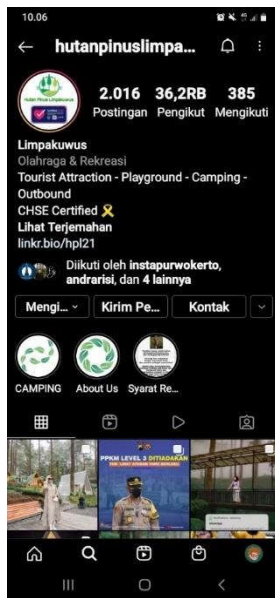 10.06
hutanpinuslimpa...
2.016 36,2RB 385
Postingan Pengikut Mengikuti
Limpakuwus
Olahraga & Rekreasi
Tourist Attraction - Playground - Camping -
Outbound
CHSE Certified
Lihat Terjemahan
linkr.bio/hpl21
Diikuti oleh instapurwokerto,
andrarisi, dan 4 lainnya
Mengi... Kirim Pe... Kontak
CAMPING About Us Syarat Re...
PPKM LEVEL 3 DITIADAKAN